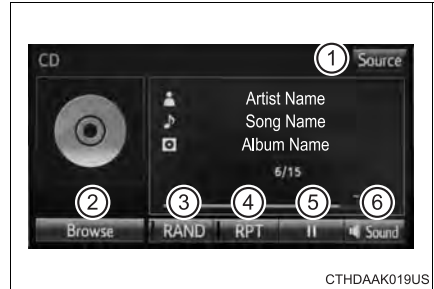 CD
1
Source
Artist Name
Song Name
Album Name
6/15
2 3 4 5 6
Browse RAND RPT II Sound
CTHDAAK019US